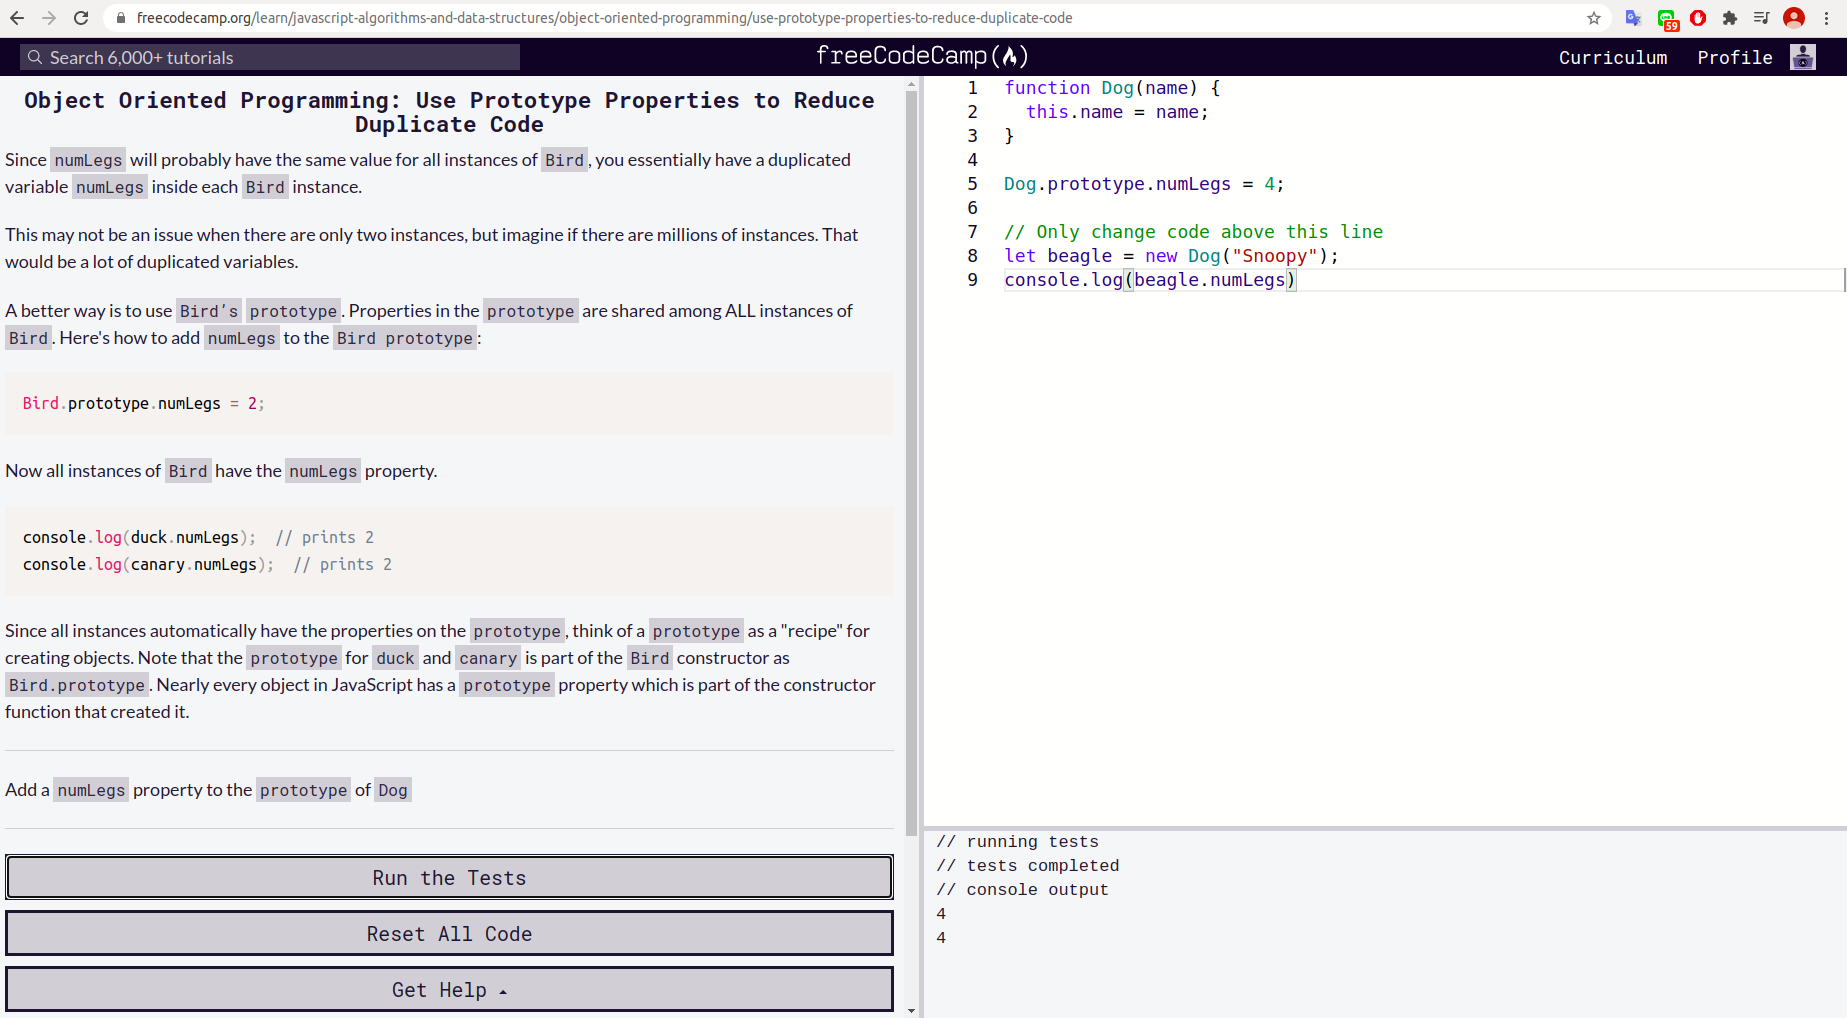 freecodecamp.org/learn/javascript-algorithms-and-data-structures/object-oriented-programming/use-prototype-properties-to-reduce-duplicate-code
59
Search 6,000+ tutorials
freeCodeCamp
Curriculum
Profile
Object Oriented Programming: Use Prototype Properties to Reduce
Duplicate Code
Since numLegs will probably have the same value for all instances of Bird, you essentially have a duplicated
variable numLegs inside each Bird instance.
This may not be an issue when there are only two instances, but imagine if there are millions of instances. That
would be a lot of duplicated variables.
A better way is to use Bird’s prototype. Properties in the prototype are shared among ALL instances of
Bird. Here's how to add numLegs to the Bird prototype:
Bird.prototype.numLegs = 2;
Now all instances of Bird have the numLegs property.
console.log(duck.numLegs);  // prints 2
console.log(canary.numLegs);  // prints 2
Since all instances automatically have the properties on the prototype, think of a prototype as a "recipe" for
creating objects. Note that the prototype for duck and canary is part of the Bird constructor as
Bird.prototype. Nearly every object in JavaScript has a prototype property which is part of the constructor
function that created it.
Add a numLegs property to the prototype of Dog
Run the Tests
Reset All Code
Get Help
1 function Dog(name) {
2   this.name = name;
3 }
4
5 Dog.prototype.numLegs = 4;
6
7 // Only change code above this line
8 let beagle = new Dog("Snoopy");
9 console.log(beagle.numLegs)
// running tests
// tests completed
// console output
4
4